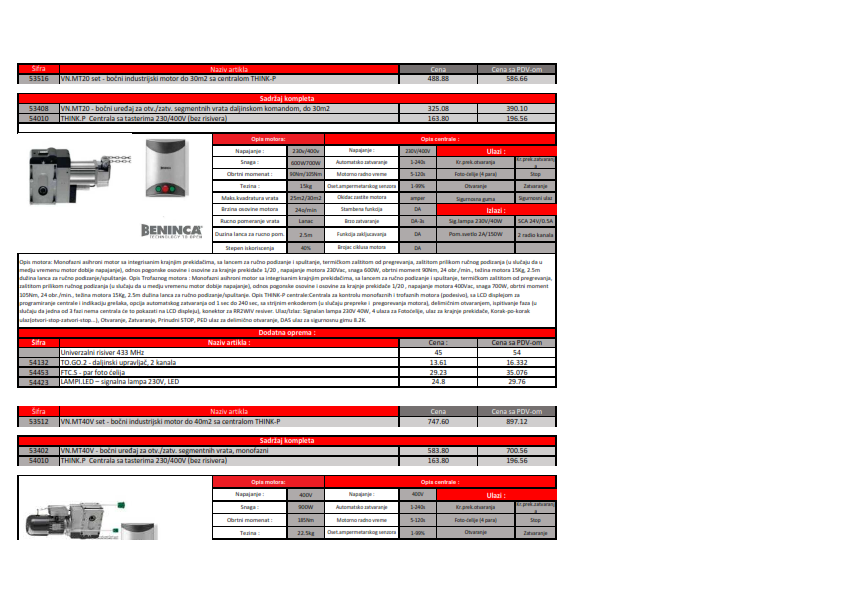 Šifra Naziv artikla Cena Cena sa PDV-om
53516 VN.MT20 set - bočni industrijski motor do 30m2 sa centralom THINK-P 488.88 586.66
Sadržaj kompleta
53408 VN.MT20 - bočni uređaj za otv./zatv. segmentnih vrata daljinskom komandom, do 30m2 325.08 390.10
54010 THINK.P Centrala sa tasterima 230/400V (bez risivera) 163.80 196.56
Opis motora: Opis centrale :
Napajanje : 230v/400v Napajanje : 230V/400V Ulazi :
Snaga : 600W700W Automatsko zatvaranje 1-240s Kr.prek.otvaranja Kr.prek.zatvaranja
Obrtni momenat : 90Nm/105Nm Motorno radno vreme 5-120s Foto-ćelije (4 para) Stop
Tezina : 15kg Oset.ampermetarskog senzora 1-99% Otvaranje Zatvaranje
Maks.kvadratura vrata 25m2/30m2 Okidac zastite motora amper Sigurnosna guma Sigurnosni ulaz
Brzina osovine motora 24o/min Stambena funkcija DA Izlazi :
Rucno pomeranje vrata Lanac Brzo zatvaranje DA-3s Sig.lampa 230V/40W SCA 24V/0.5A
Duzina lanca za rucno pom. 2.5m Funkcija zakljucavanja DA Pom.svetlo 2A/150W 2 radio kanala
Stepen iskoriscenja 40% Brojac ciklusa motora DA
BENINCA
TECHNOLOGY TO OPEN
Opis motora: Monofazni asihroni motor sa integrisanim krajnjim prekidačima, sa lancem za ručno podizanje/spuštanje, termičkom zaštitom od pregrevanja, zaštitom prilikom ručnog podizanja (u slučaju da u
medju vremenu motor dobije napajanje), odnos pogonske osovine i osovine za krajnje prekidače 1/20 , napajanje motora 230Vac, snaga 600W, obrtni moment 90Nm, 24 obr./min., težina motora 15Kg, 2.5m
dužina lanca za ručno podizanje/spuštanje. Opis Trofaznog motora : Monofazni asihroni motor sa integrisanim krajnjim prekidačima, sa lancem za ručno podizanje/spuštanje, termičkom zaštitom od pregrevanja,
zaštitom prilikom ručnog podizanja (u slučaju da u medju vremenu motor dobije napajanje), odnos pogonske osovine i osovine za krajnje prekidače 1/20 , napajanje motora 400Vac, snaga 700W, obrtni moment
105Nm, 24 obr./min., težina motora 15Kg, 2.5m dužina lanca za ručno podizanje/spuštanje. Opis THINK-P centrale:Centrala za kontrolu monofaznih i trofaznih motora (podesivo), sa LCD displejom za
programiranje centrale i indikaciju grešaka, opcija automatskog zatvaranja od 1 sec do 240 sec, sa strijnim enkoderom (u slučaju prepreke i pregorevanja motora), delimičnim otvaranjem, ispitivanje faza (u
slučaju da jedna od 3 faze nema centrala će to pokazati na LCD displeju), konektor za RR2WIV resiver. Ulaz/Izlaz: Signalan lampa 230V 40W, 4 ulaza za Fotoćelije, ulaz za krajnje prekidače, Korak-po-korak
ulaz(otvori-stop-zatvori-stop...), Otvaranje, Zatvaranje, Prinudni STOP, PED ulaz za delimično otvaranje, DAS ulaz za sigurnosnu gimu 8.2K.
Dodatna oprema :
Šifra Naziv artikla : Cena : Cena sa PDV-om
Univerzalni risiver 433 MHz 45 54
54132 TO.GO.2 - daljinski upravljač, 2 kanala 13.61 16.332
54453 FTC.S - par foto ćelija 29.23 35.076
54423 LAMPI.LED – signalna lampa 230V, LED 24.8 29.76
Šifra Naziv artikla Cena Cena sa PDV-om
53512 VN.MT40V set - bočni industrijski motor do 40m2 sa centralom THINK-P 747.60 897.12
Sadržaj kompleta
53402 VN.MT40V - bočni uređaj za otv./zatv. segmentnih vrata, monofazni 583.80 700.56
54010 THINK.P Centrala sa tasterima 230/400V (bez risivera) 163.80 196.56
Opis motora: Opis centrale :
Napajanje : 400V Napajanje : 400V Ulazi :
Snaga : 900W Automatsko zatvaranje 1-240s Kr.prek.otvaranja Kr.prek.zatvaranja
Obrtni momenat : 185Nm Motorno radno vreme 5-120s Foto-ćelije (4 para) Stop
Tezina : 22.5kg Oset.ampermetarskog senzora 1-99% Otvaranje Zatvaranje